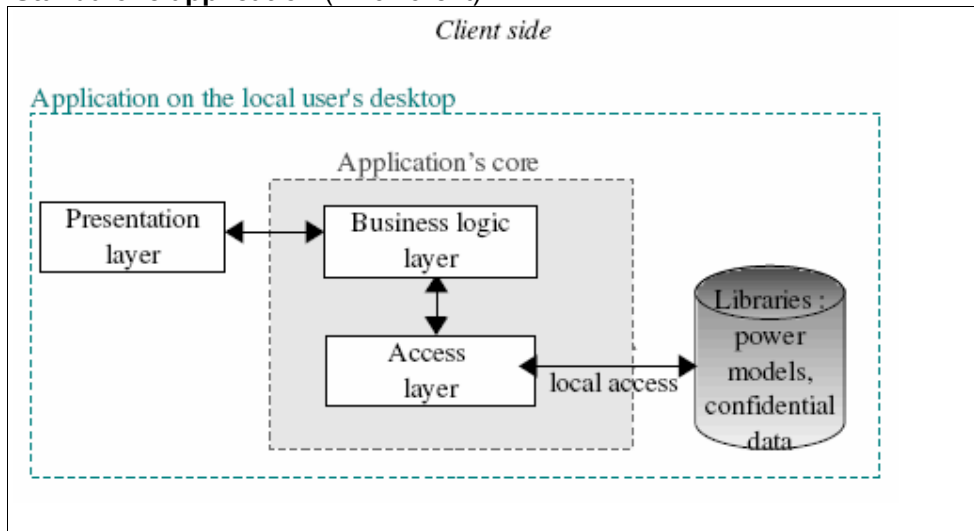 Client side
Application on the local user's desktop
Application's core
Presentation
layer
Business logic
layer
Access
layer
local access
Libraries :
power
models,
confidential
data